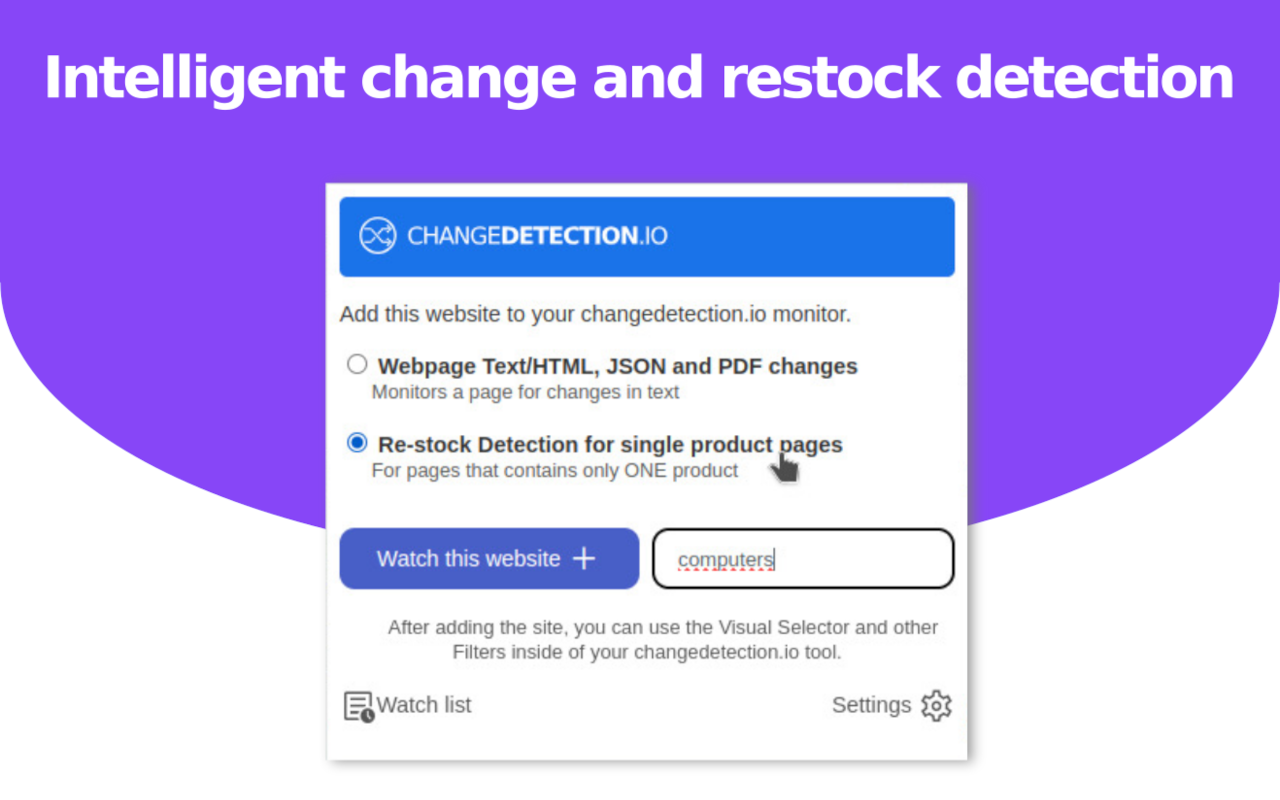 Intelligent change and restock detection
CHANGEDETECTION.IO
Add this website to your changedetection.io monitor.
Webpage Text/HTML, JSON and PDF changes
Monitors a page for changes in text
Re-stock Detection for single product pages
For pages that contains only ONE product
Watch this website +
computers
After adding the site, you can use the Visual Selector and other
Filters inside of your changedetection.io tool.
Watch list
Settings